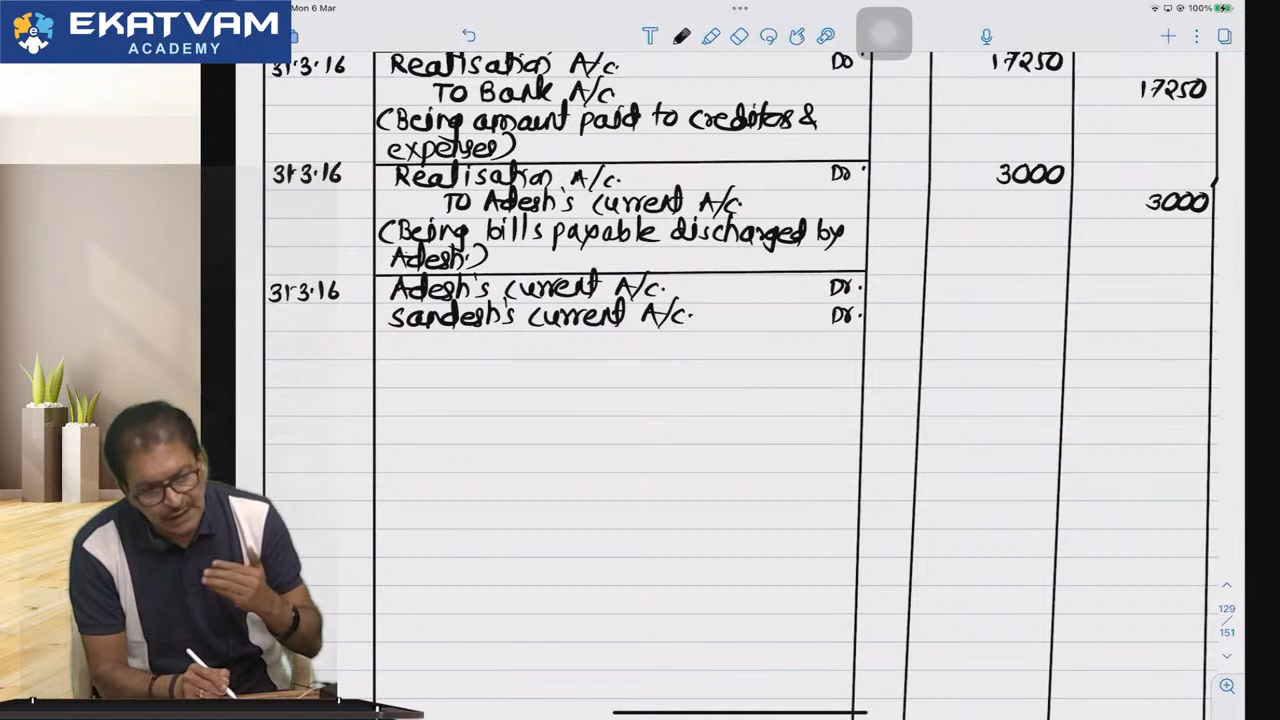 EKATVAM
ACADEMY
Mon 6 Mar
100%
31.3.16 Realisation A/c. Dr 17250
To Bank A/c 17250
(Being amount paid to creditors &
expenses)
31.3.16 Realisation A/c. Dr. 3000
To Adesh's current A/c. 3000
(Being bills payable discharged by
Adesh.)
31.3.16 Adesh's current A/c. Dr.
Sandesh's current A/c. Dr.
129
151